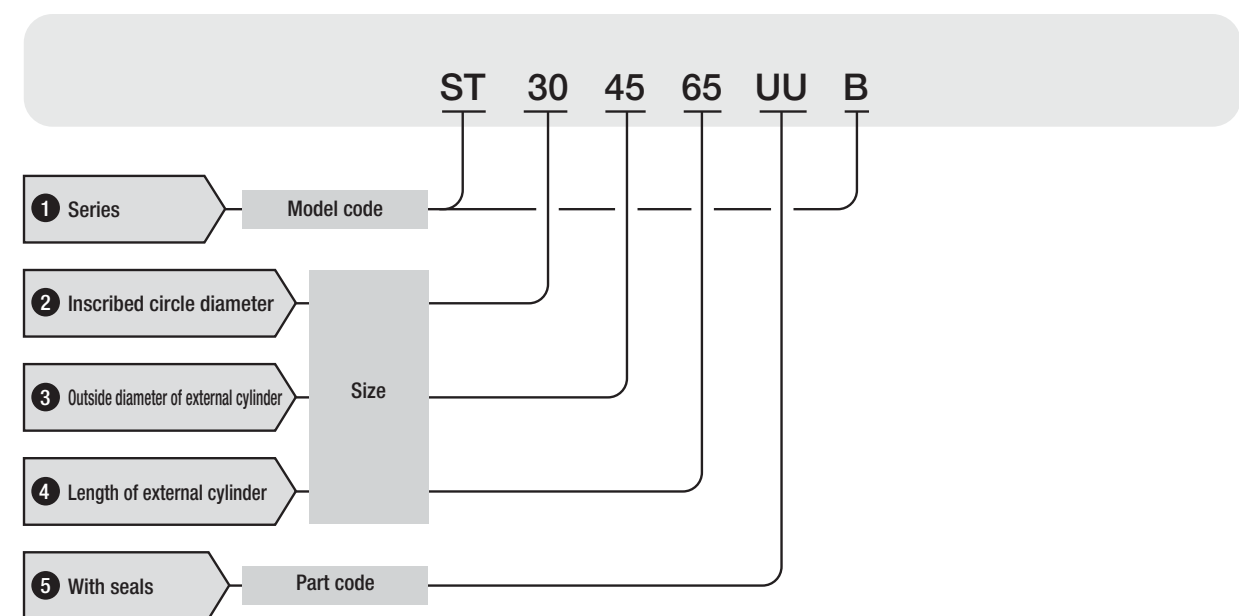 ST 30 45 65 UU B
1 Series Model code
2 Inscribed circle diameter
3 Outside diameter of external cylinder Size
4 Length of external cylinder
5 With seals Part code